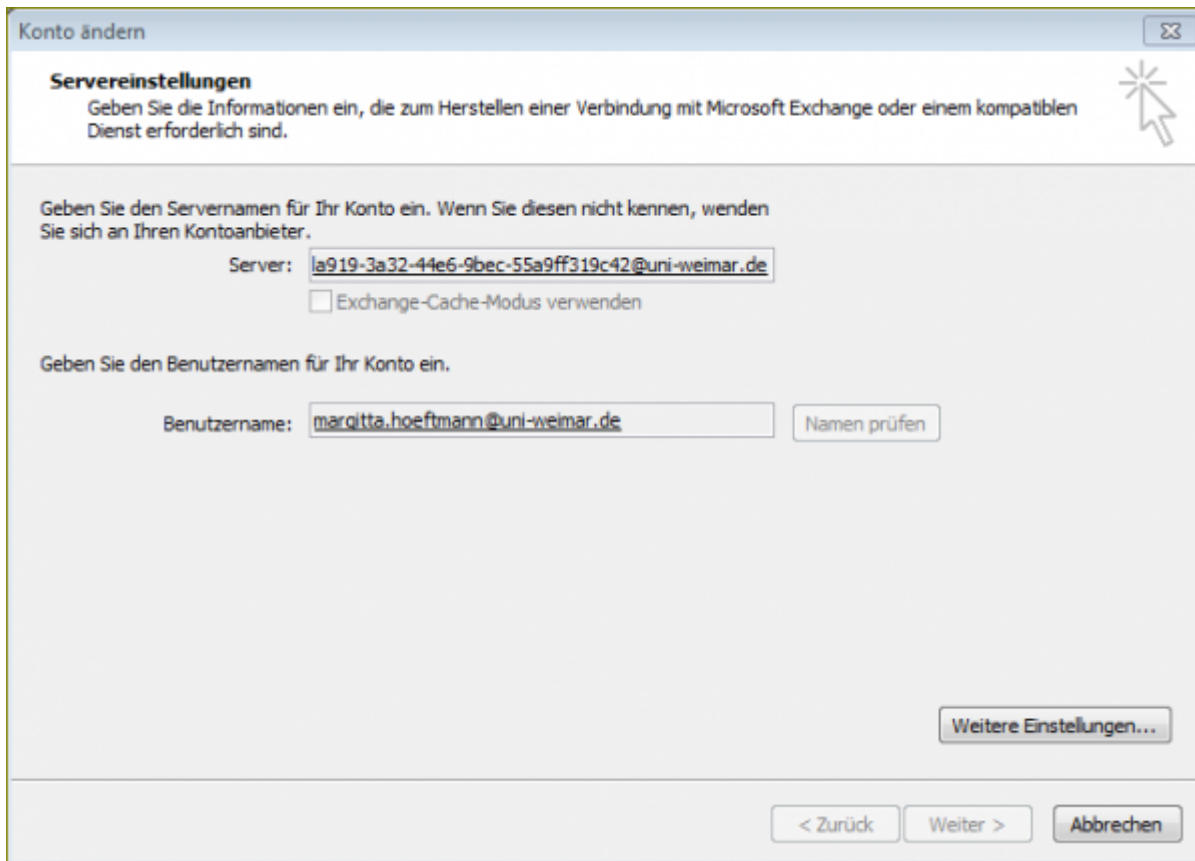 Konto ändern
Servereinstellungen
Geben Sie die Informationen ein, die zum Herstellen einer Verbindung mit Microsoft Exchange oder einem kompatiblen
Dienst erforderlich sind.
Geben Sie den Servernamen für Ihr Konto ein. Wenn Sie diesen nicht kennen, wenden
Sie sich an Ihren Kontoanbieter.
Server: la919-3a32-44e6-9bec-55a9ff319c42@uni-weimar.de
Exchange-Cache-Modus verwenden
Geben Sie den Benutzernamen für Ihr Konto ein.
Benutzername: margitta.hoeftmann@uni-weimar.de Namen prüfen
Weitere Einstellungen...
< Zurück Weiter > Abbrechen